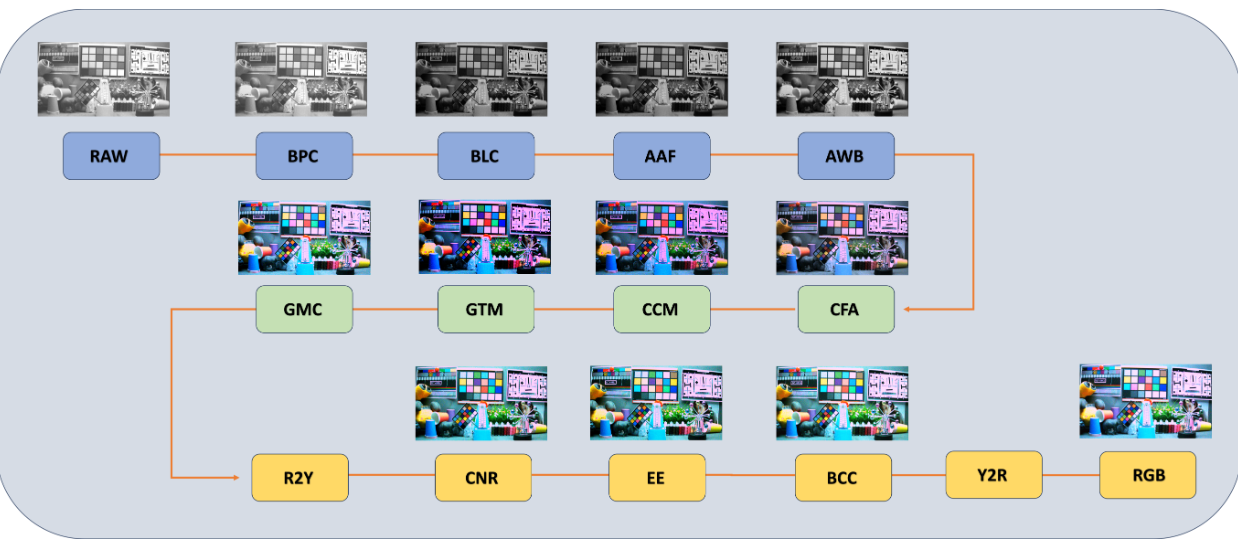 RAW BPC BLC AAF AWB
GMC GTM CCM CFA
R2Y CNR EE BCC Y2R RGB